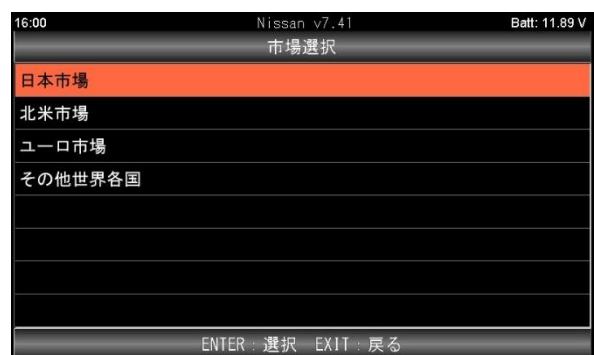 16:00 Nissan v7.41 Batt: 11.89 V
市場選択
日本市場
北米市場
ユーロ市場
その他世界各国
ENTER：選択 EXIT：戻る